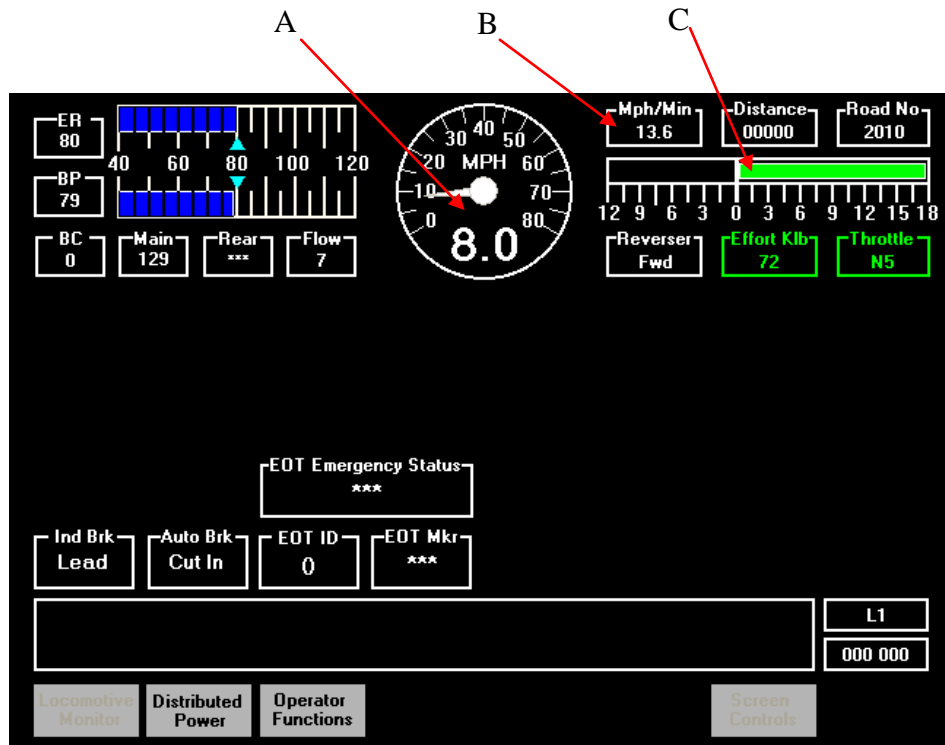 A B C
ER
80
40 60 80 100 120
BP
79
BC
0
Main
129
Rear
***
Flow
7
0 10 20 30 40 50 60 70 80
MPH
8.0
Mph/Min
13.6
Distance
00000
Road No
2010
12 9 6 3 0 3 6 9 12 15 18
Reverser
Fwd
Effort Klb
72
Throttle
N5
EOT Emergency Status
***
Ind Brk
Lead
Auto Brk
Cut In
EOT ID
0
EOT Mkr
***
L1
000 000
Locomotive
Monitor
Distributed
Power
Operator
Functions
Screen
Controls